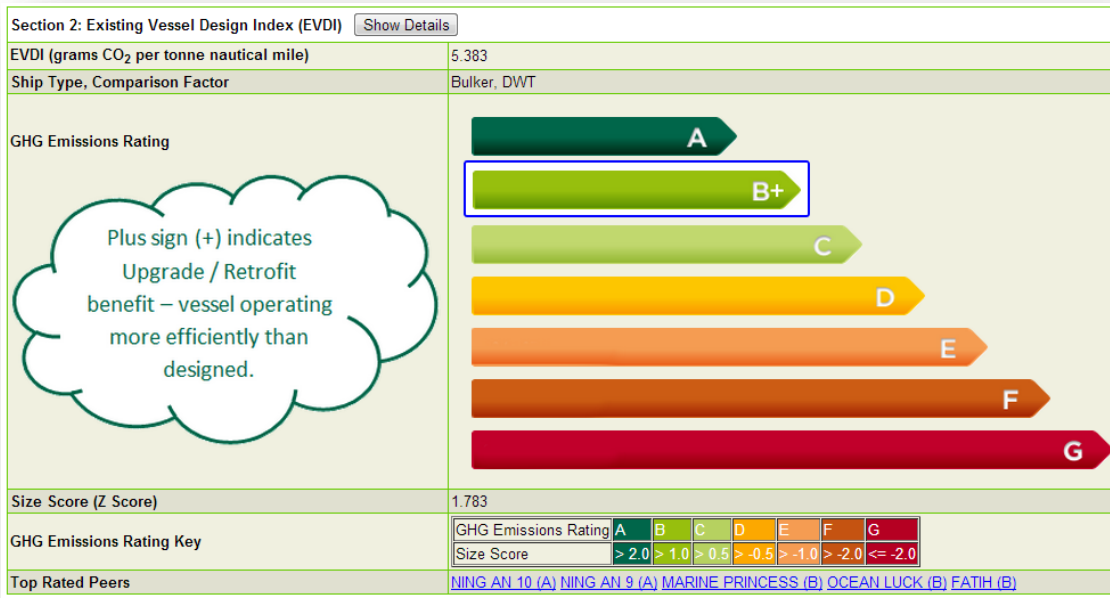 Section 2: Existing Vessel Design Index (EVDI) Show Details
EVDI (grams CO₂ per tonne nautical mile) 5.383
Ship Type, Comparison Factor Bulker, DWT
GHG Emissions Rating
A
B+
C
D
E
F
G
Plus sign (+) indicates
Upgrade / Retrofit
benefit – vessel operating
more efficiently than
designed.
Size Score (Z Score) 1.783
GHG Emissions Rating Key
GHG Emissions Rating A B C D E F G
Size Score > 2.0 > 1.0 > 0.5 > -0.5 > -1.0 > -2.0 <= -2.0
Top Rated Peers NING AN 10 (A) NING AN 9 (A) MARINE PRINCESS (B) OCEAN LUCK (B) FATIH (B)